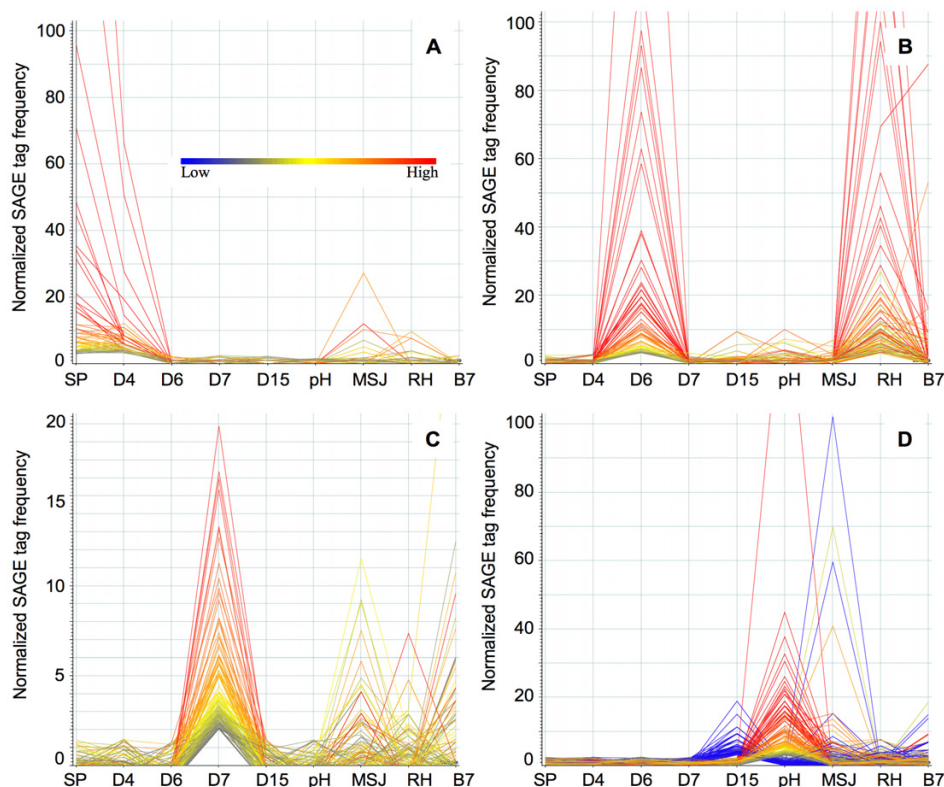 A
Normalized SAGE tag frequency
100
80
60
40
20
0
Low High
SP D4 D6 D7 D15 pH MSJ RH B7
B
Normalized SAGE tag frequency
100
80
60
40
20
0
SP D4 D6 D7 D15 pH MSJ RH B7
C
Normalized SAGE tag frequency
20
15
10
5
0
SP D4 D6 D7 D15 pH MSJ RH B7
D
Normalized SAGE tag frequency
100
80
60
40
20
0
SP D4 D6 D7 D15 pH MSJ RH B7